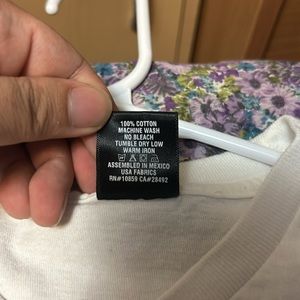 100% COTTON
MACHINE WASH
NO BLEACH
TUMBLE DRY LOW
WARM IRON
ASSEMBLED IN MEXICO
USA FABRICS
RN#10859 CA#28492